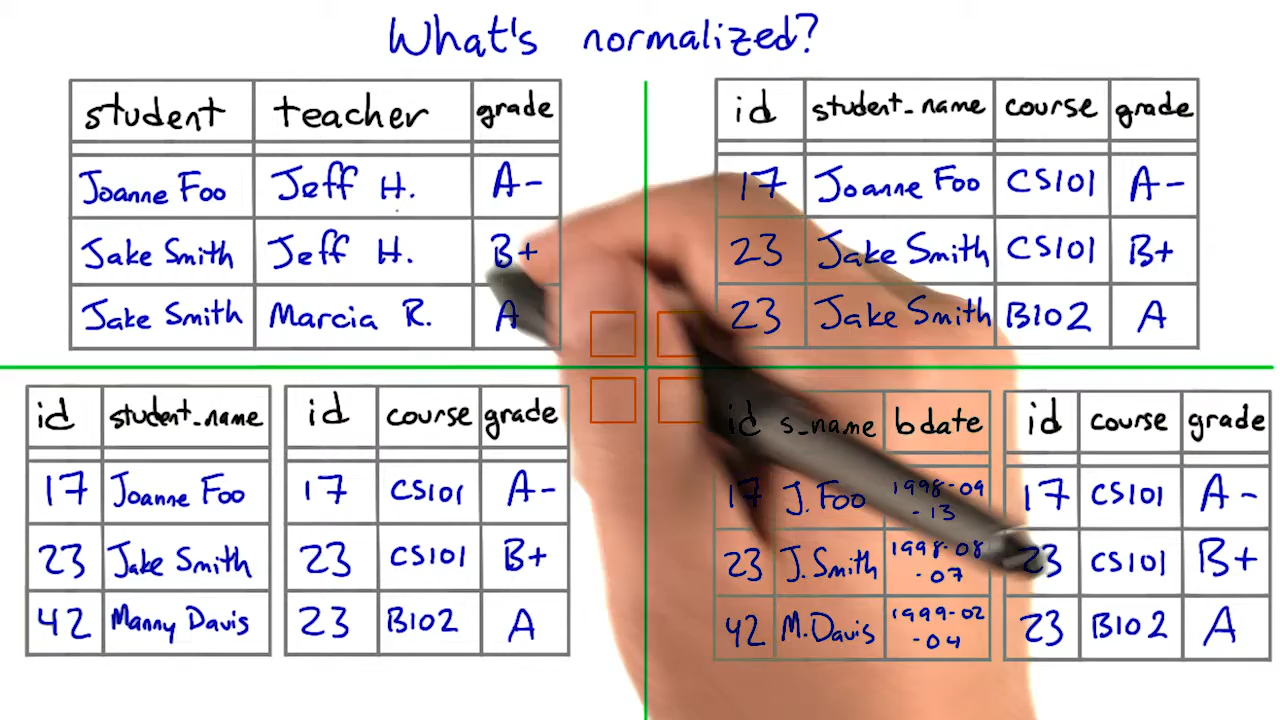 What's normalized?
student teacher grade
Joanne Foo Jeff H. A-
Jake Smith Jeff H. B+
Jake Smith Marcia R. A
id student_name course grade
17 Joanne Foo CS101 A-
23 Jake Smith CS101 B+
23 Jake Smith B102 A
id student_name
17 Joanne Foo
23 Jake Smith
42 Manny Davis
id course grade
17 CS101 A-
23 CS101 B+
23 B102 A
id s_name bdate
17 J. Foo 1998-09
-13
23 J. Smith 1998-08
-07
42 M. Davis 1999-02
-04
id course grade
17 CS101 A-
23 CS101 B+
23 B102 A